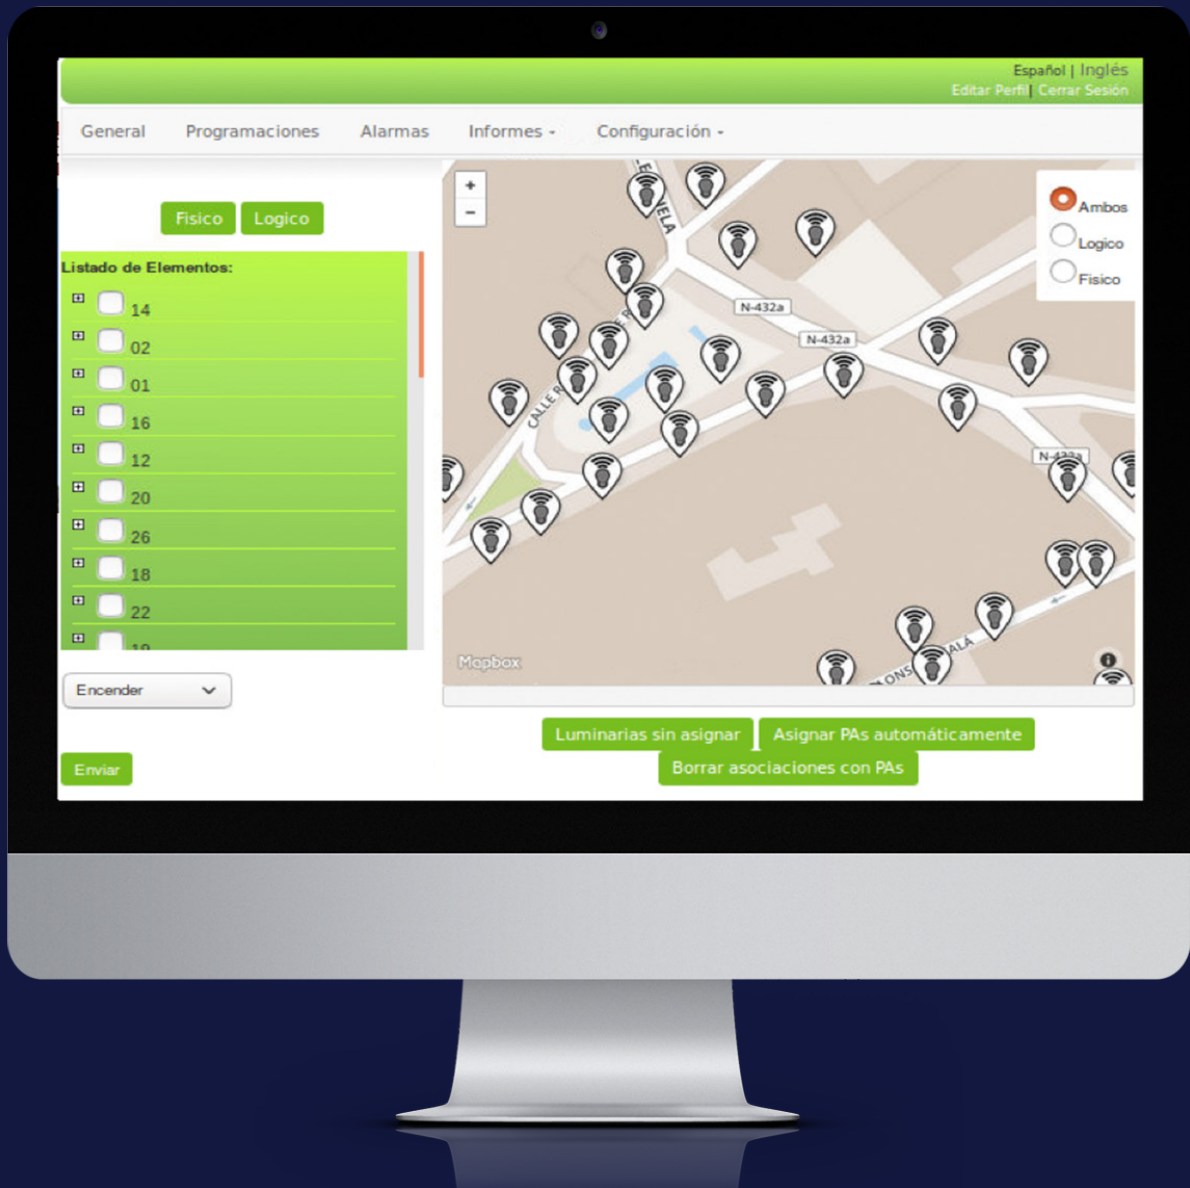 Español | Inglés
Editar Perfil | Cerrar Sesión
General Programaciones Alarmas Informes Configuración
Fisico Logico
Listado de Elementos:
14
02
01
16
12
20
26
18
22
+
-
Ambos
Logico
Fisico
N-432a
N-432a
N-432a
CALLE
Mapbox
Encender
Enviar
Luminarias sin asignar
Asignar PAs automáticamente
Borrar asociaciones con PAs